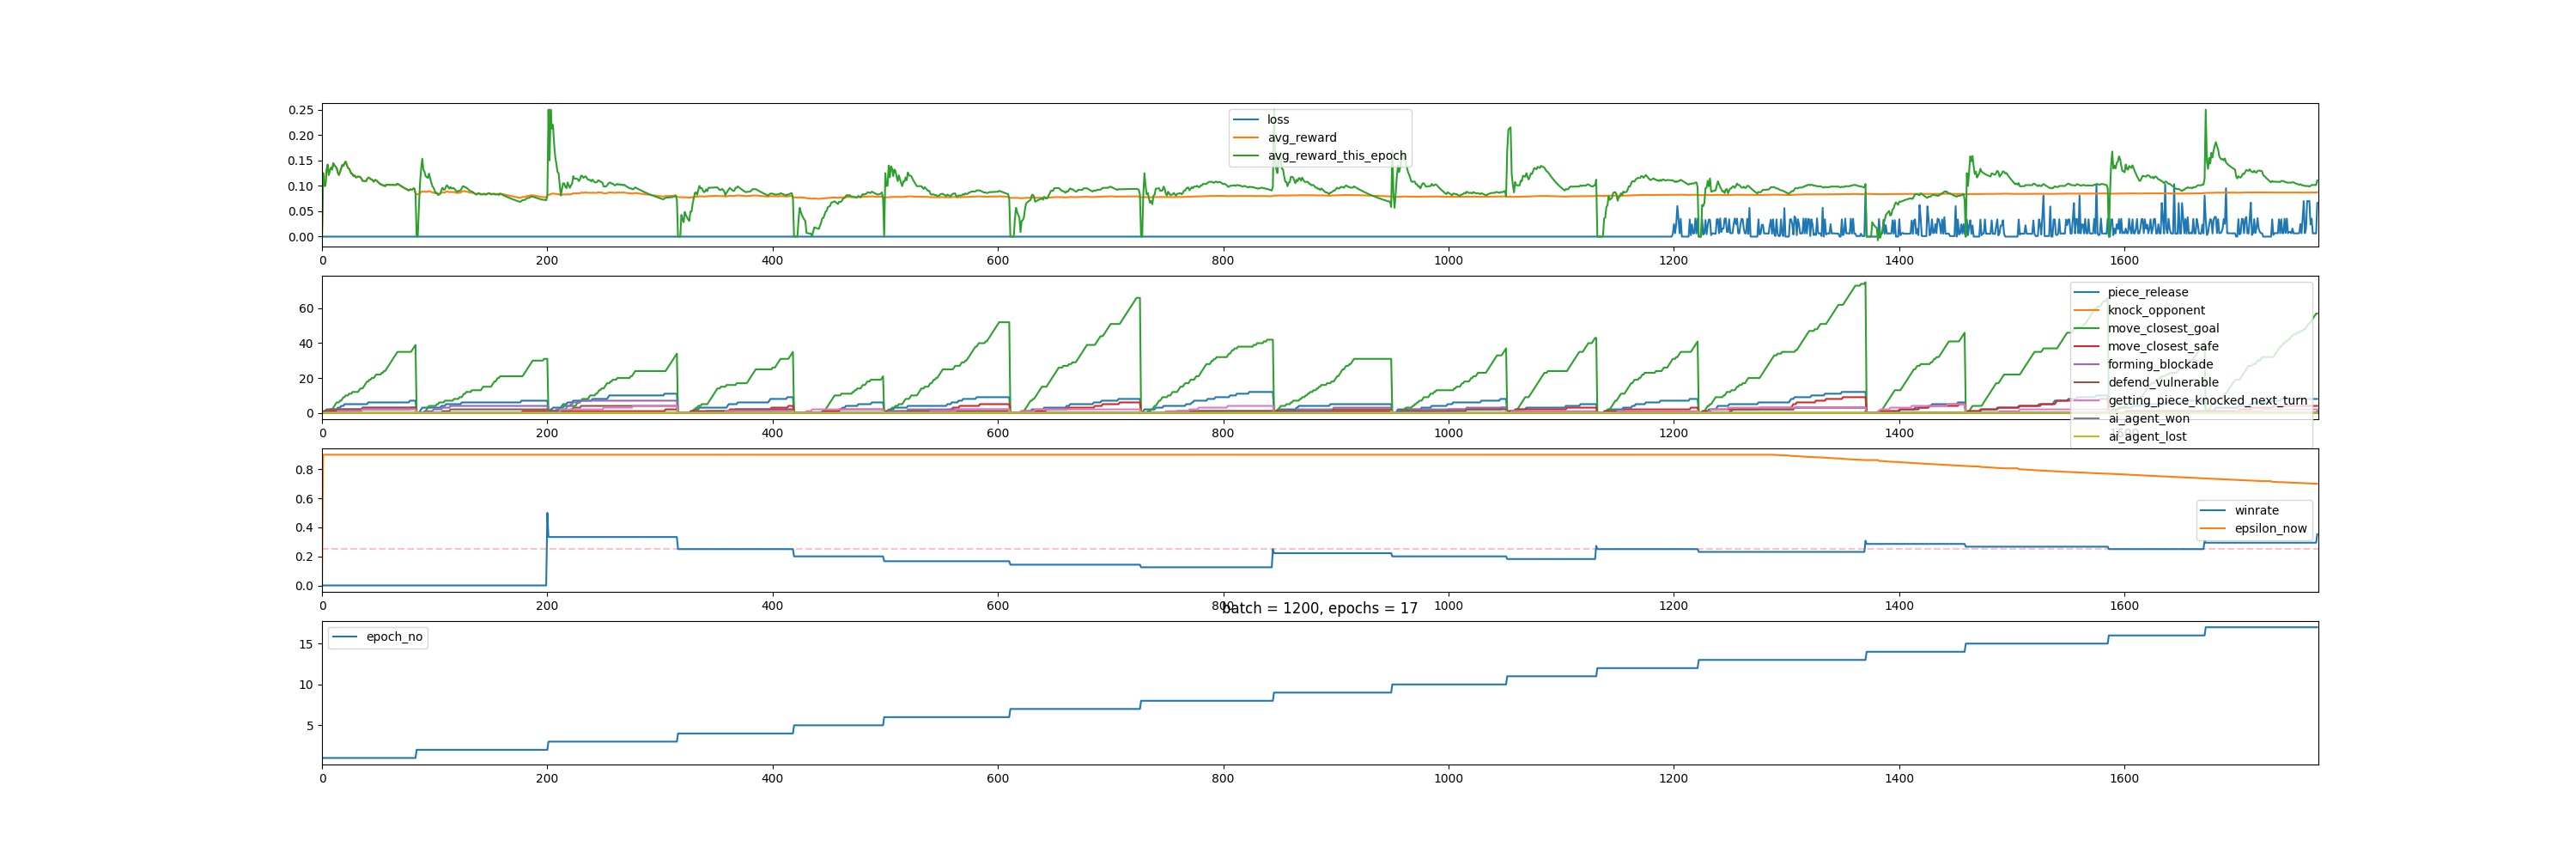 0.25
0.20
0.15
0.10
0.05
0.00
loss
avg_reward
avg_reward_this_epoch
0 200 400 600 800 1000 1200 1400 1600
60
40
20
0
piece_release
knock_opponent
move_closest_goal
move_closest_safe
forming_blockade
defend_vulnerable
getting_piece_knocked_next_turn
ai_agent_won
ai_agent_lost
0 200 400 600 800 1000 1200 1400 1600
0.8
0.6
0.4
0.2
0.0
winrate
epsilon_now
0 200 400 600 800 1000 1200 1400 1600
batch = 1200, epochs = 17
15
10
5
epoch_no
0 200 400 600 800 1000 1200 1400 1600